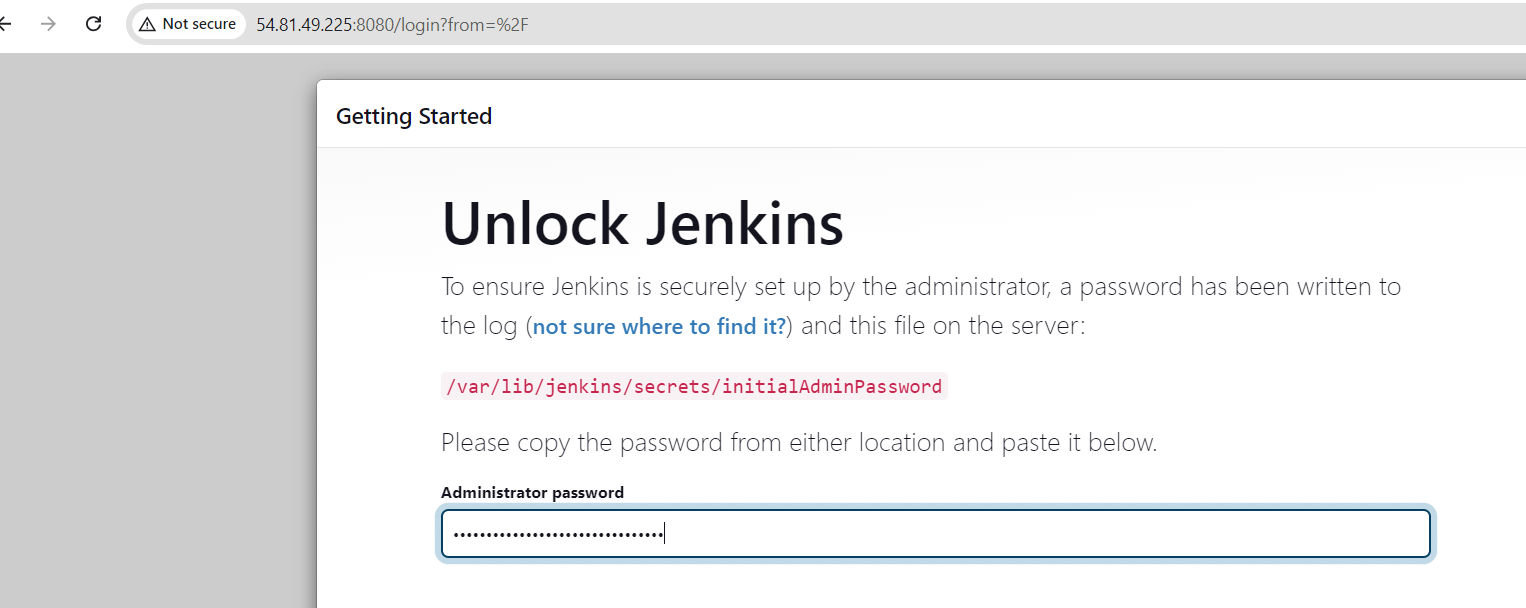 Not secure 54.81.49.225:8080/login?from=%2F
Getting Started
Unlock Jenkins
To ensure Jenkins is securely set up by the administrator, a password has been written to
the log (not sure where to find it?) and this file on the server:
/var/lib/jenkins/secrets/initialAdminPassword
Please copy the password from either location and paste it below.
Administrator password